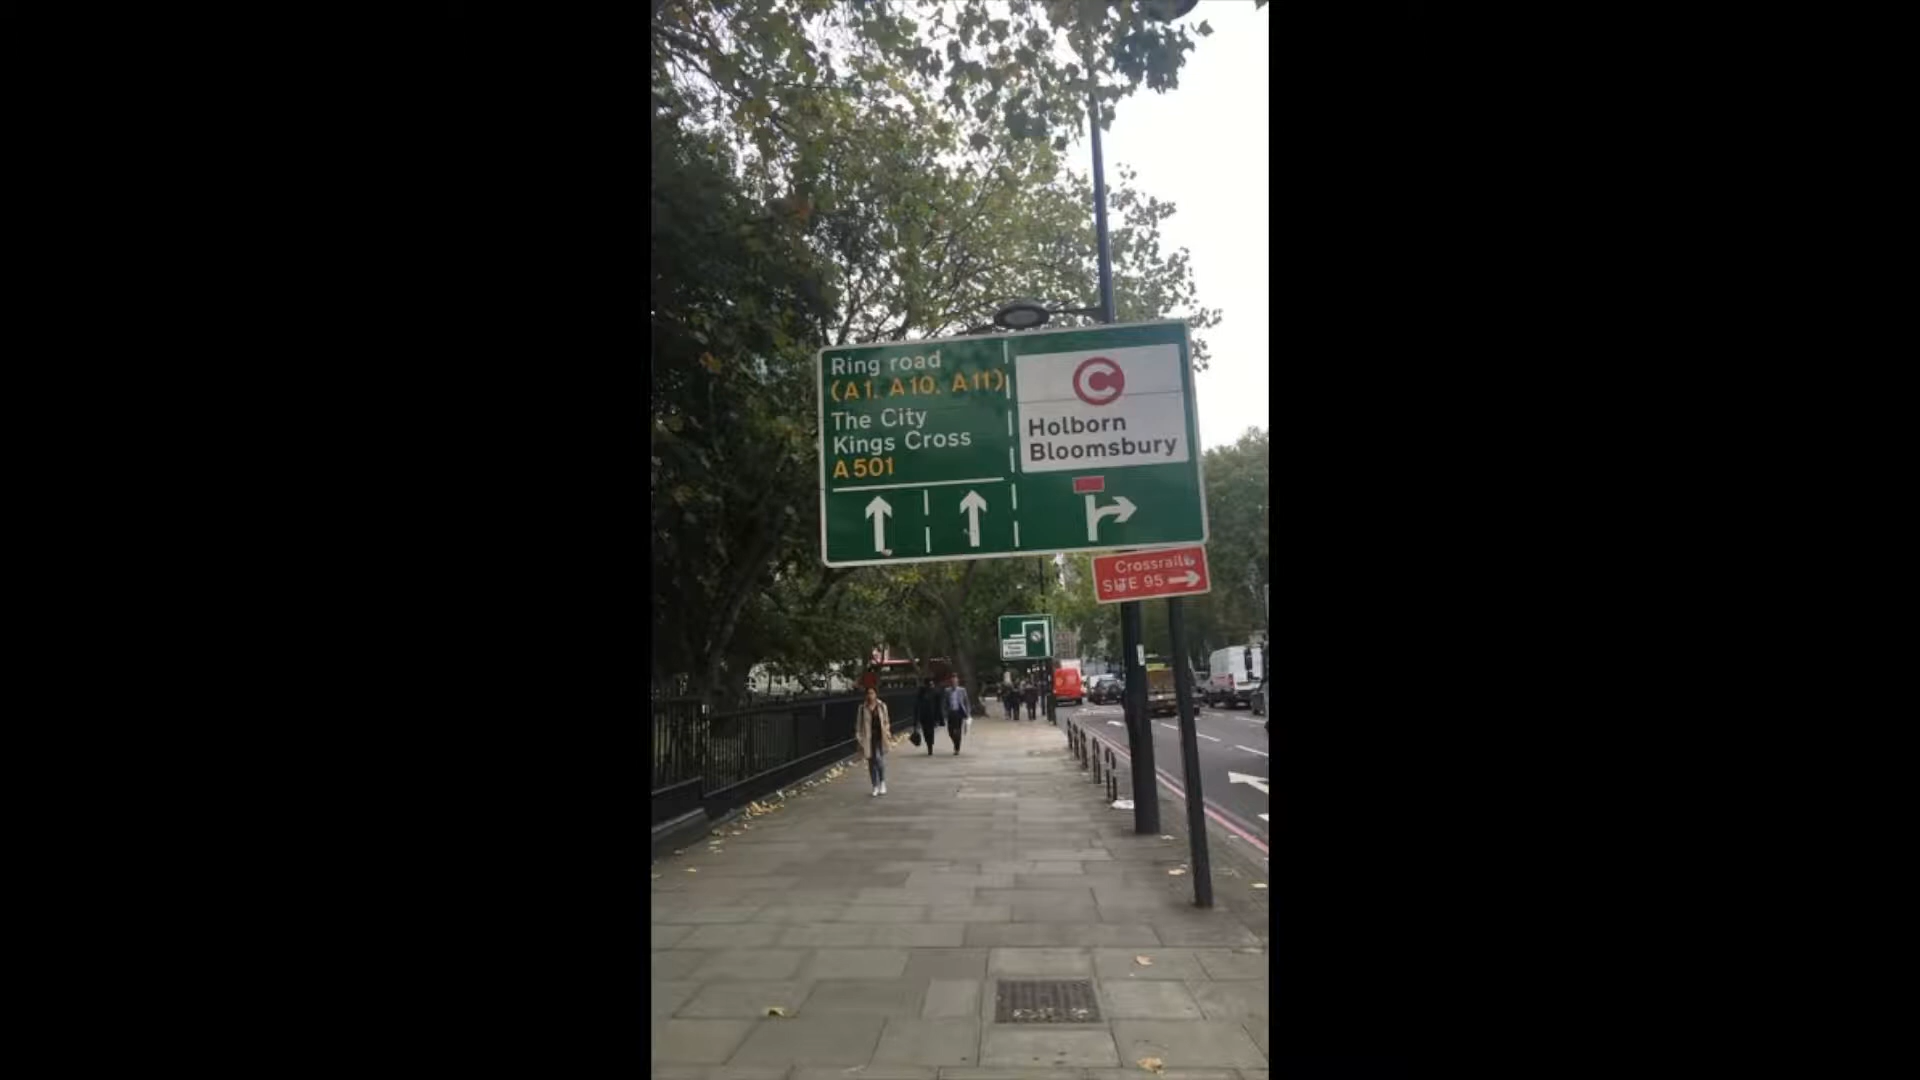 Ring road
(A1, A10, A11)
The City
Kings Cross
A501
C
Holborn
Bloomsbury
Crossrail
SITE 95